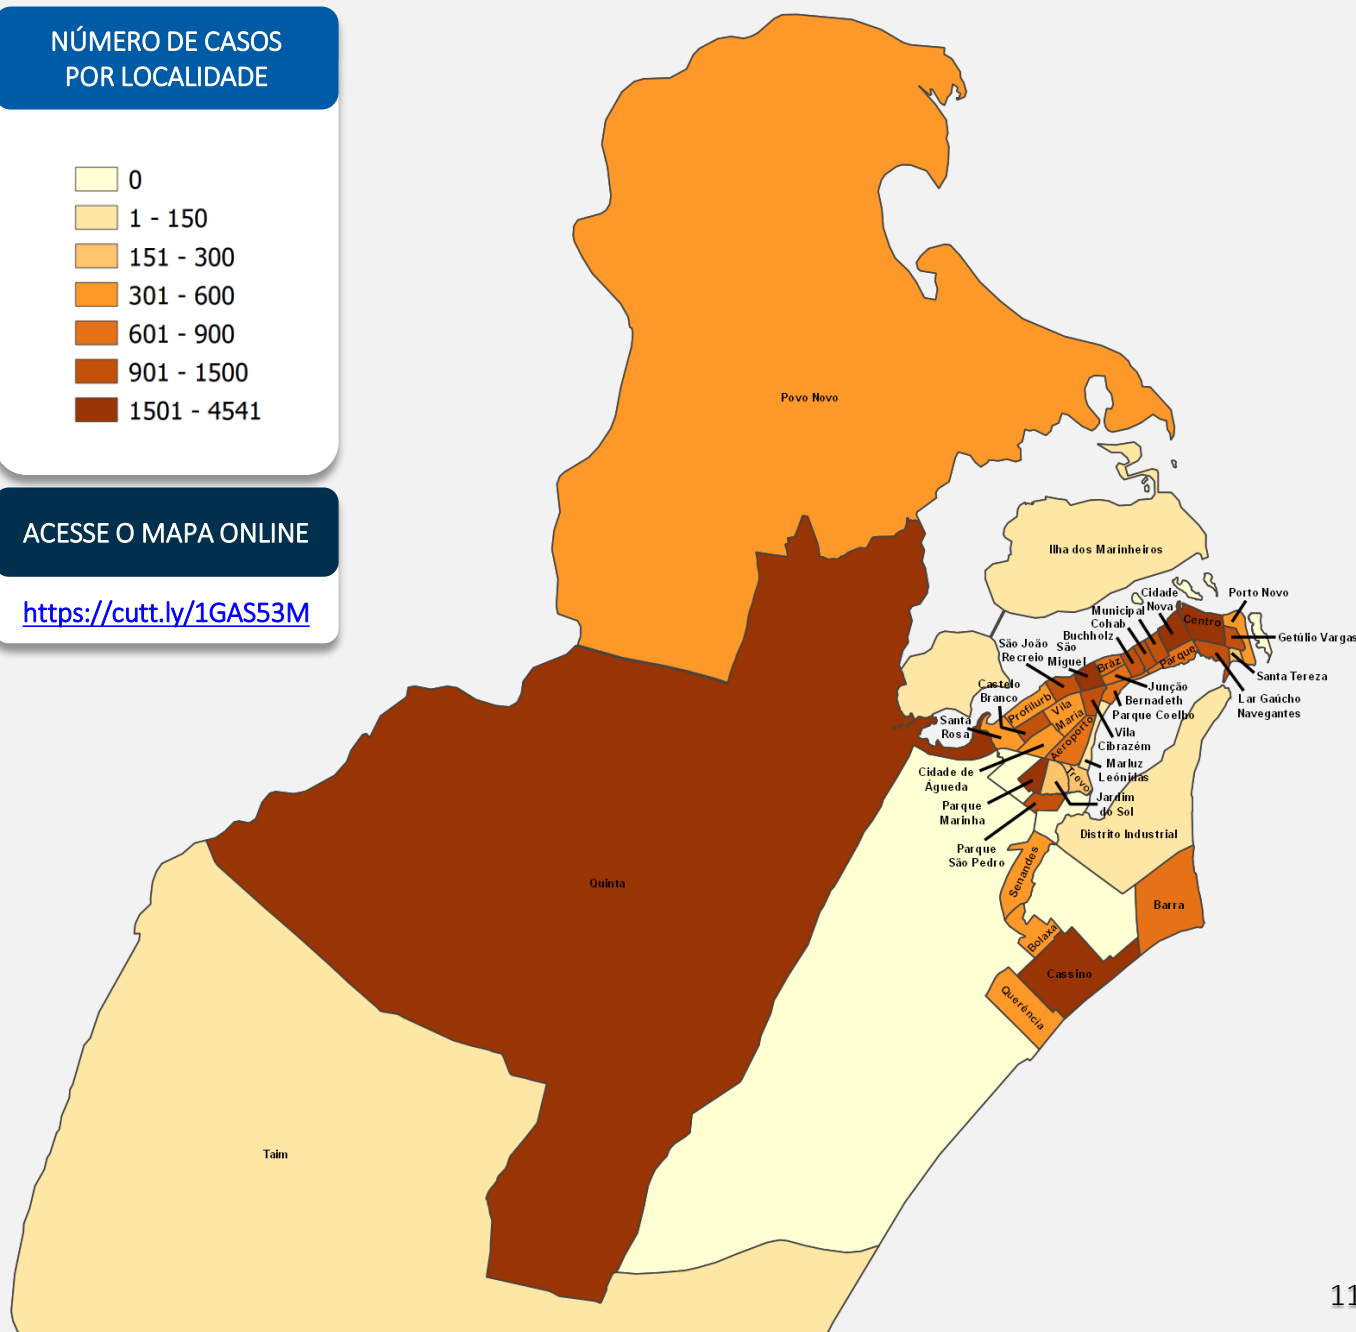 NÚMERO DE CASOS
POR LOCALIDADE
0
1 - 150
151 - 300
301 - 600
601 - 900
901 - 1500
1501 - 4541
ACESSE O MAPA ONLINE
https://cutt.ly/1GAS53M
Povo Novo
Ilha dos Marinheiros
Cidade
Nova
Porto Novo
Municipal
Cohab
Buchholz
Centro
Getúlio Vargas
São João
Recreio
São
Miguel
Bráz
Parque
Santa Tereza
Castelo
Branco
Junção
Bernadeth
Parque Coelho
Lar Gaúcho
Navegantes
Profilurb
Vila
Maria
Santa
Rosa
Aeroporto
Vila
Cibrazém
Cidade de
Águeda
Marluz
Leónidas
Trevo
Parque
Marinha
Jardim
do Sol
Distrito Industrial
Parque
São Pedro
Senandes
Quinta
Barra
Bolaxa
Cassino
Querência
Taim
11